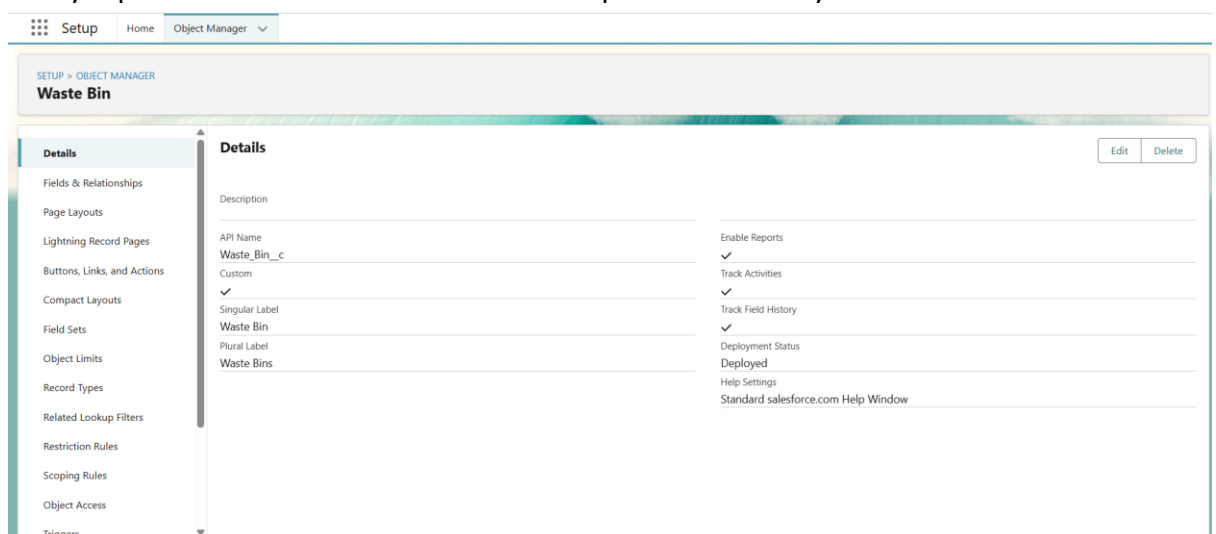 Setup Home Object Manager
SETUP > OBJECT MANAGER
Waste Bin
Details
Fields & Relationships
Page Layouts
Lightning Record Pages
Buttons, Links, and Actions
Compact Layouts
Field Sets
Object Limits
Record Types
Related Lookup Filters
Restriction Rules
Scoping Rules
Object Access
Triggers
Details
Edit Delete
Description
API Name
Waste_Bin__c
Custom
Singular Label
Waste Bin
Plural Label
Waste Bins
Enable Reports
Track Activities
Track Field History
Deployment Status
Deployed
Help Settings
Standard salesforce.com Help Window